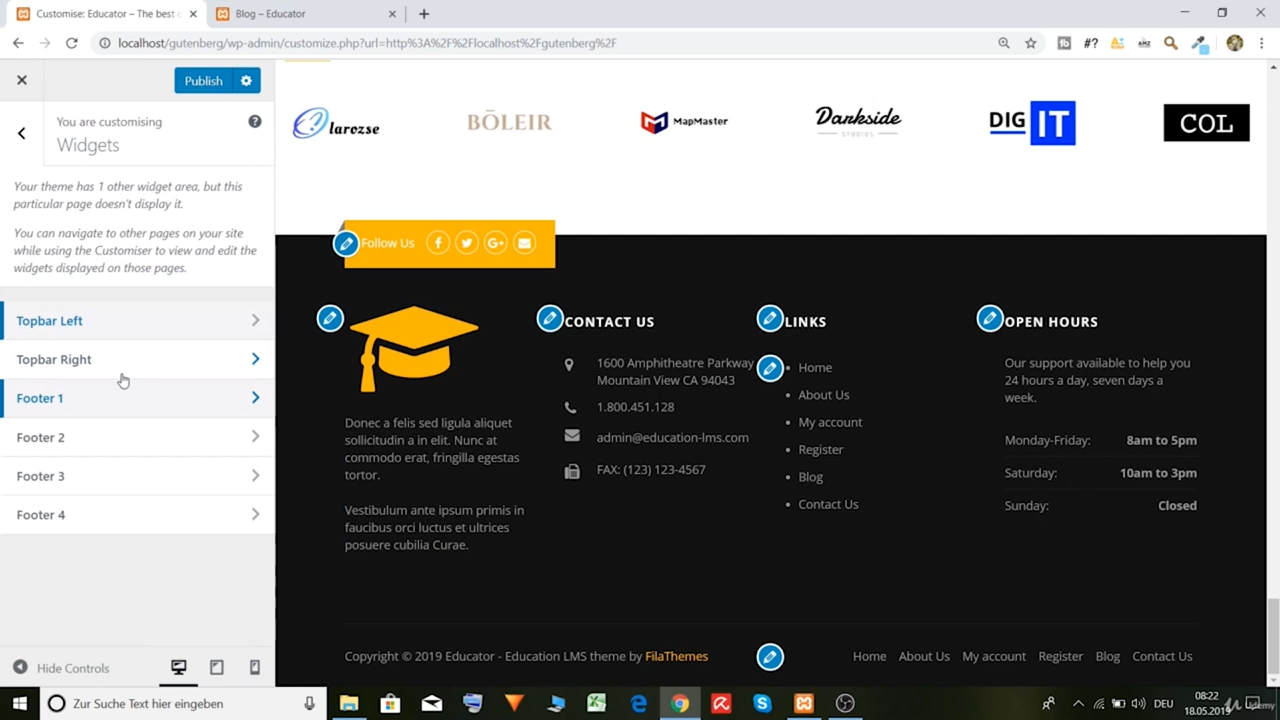 Customise: Educator – The best o
Blog – Educator
localhost/gutenberg/wp-admin/customize.php?url=http%3A%2F%2Flocalhost%2Fgutenberg%2F
#?
Publish
You are customising
Widgets
Your theme has 1 other widget area, but this
particular page doesn't display it.
You can navigate to other pages on your site
while using the Customiser to view and edit the
widgets displayed on those pages.
Topbar Left
Topbar Right
Footer 1
Footer 2
Footer 3
Footer 4
Hide Controls
larozse
BŌLEIR
MapMaster
Darkside
STUDIOS
DIG IT
COL
Follow Us
Donec a felis sed ligula aliquet
sollicitudin a in elit. Nunc at
commodo erat, fringilla egestas
tortor.
Vestibulum ante ipsum primis in
faucibus orci luctus et ultrices
posuere cubilia Curae.
CONTACT US
1600 Amphitheatre Parkway
Mountain View CA 94043
1.800.451.128
admin@education-lms.com
FAX: (123) 123-4567
LINKS
Home
About Us
My account
Register
Blog
Contact Us
OPEN HOURS
Our support available to help you
24 hours a day, seven days a
week.
Monday-Friday: 8am to 5pm
Saturday: 10am to 3pm
Sunday: Closed
Copyright © 2019 Educator - Education LMS theme by FilaThemes
Home About Us My account Register Blog Contact Us
Zur Suche Text hier eingeben
DEU
08:22
18.05.2019
Udemy